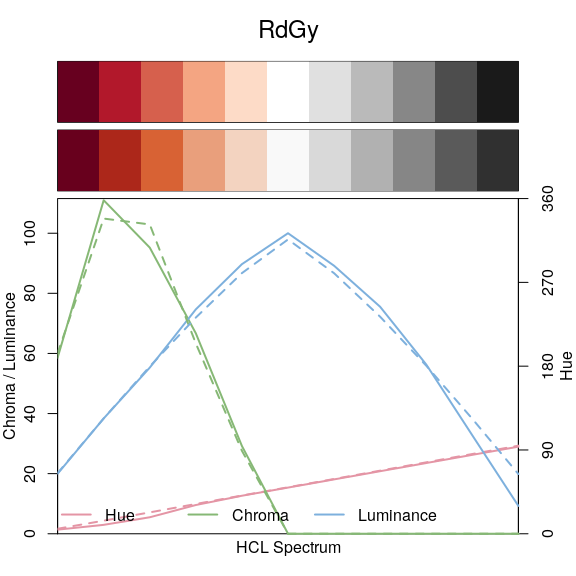 RdGy
Chroma / Luminance
0
20
40
60
80
100
0
90
180
270
360
Hue
Hue
Chroma
Luminance
HCL Spectrum